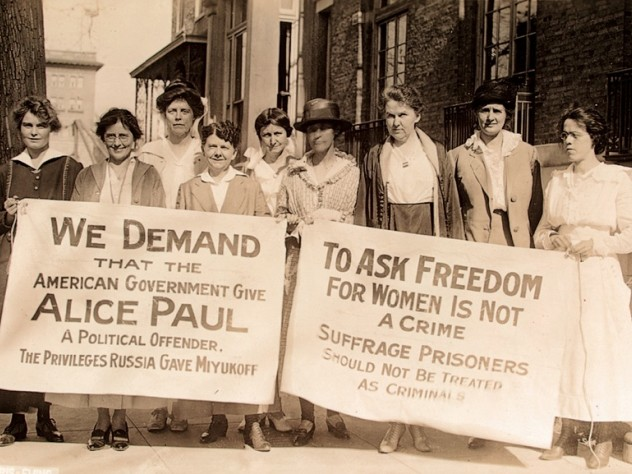 We Demand
that the
American Government Give
Alice Paul
A Political Offender,
The Privileges Russia Gave Miyukoff
To Ask Freedom
for Women Is Not
a Crime
Suffrage Prisoners
Should Not Be Treated
as Criminals